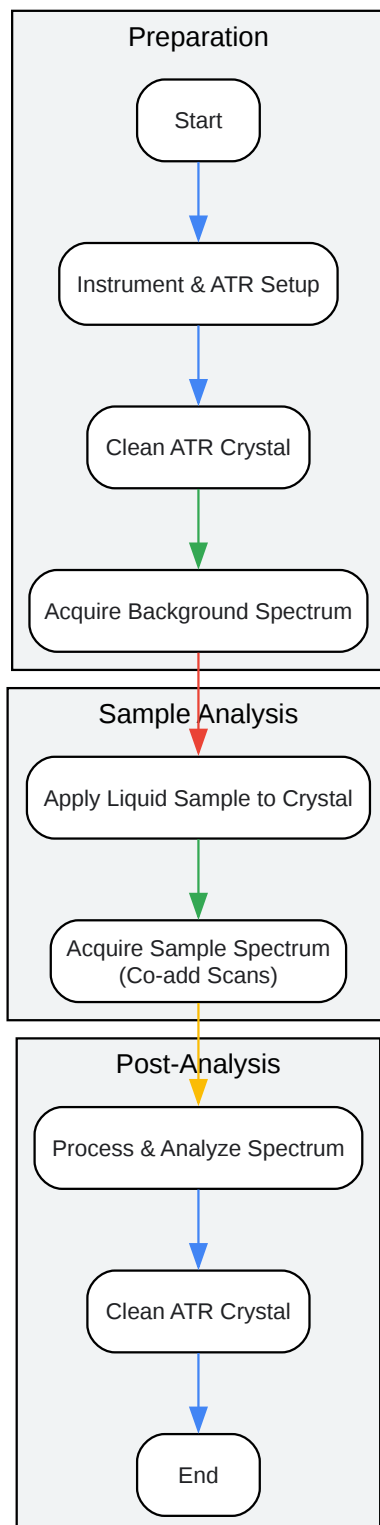 Preparation
Start
Instrument & ATR Setup
Clean ATR Crystal
Acquire Background Spectrum
Sample Analysis
Apply Liquid Sample to Crystal
Acquire Sample Spectrum
(Co-add Scans)
Post-Analysis
Process & Analyze Spectrum
Clean ATR Crystal
End